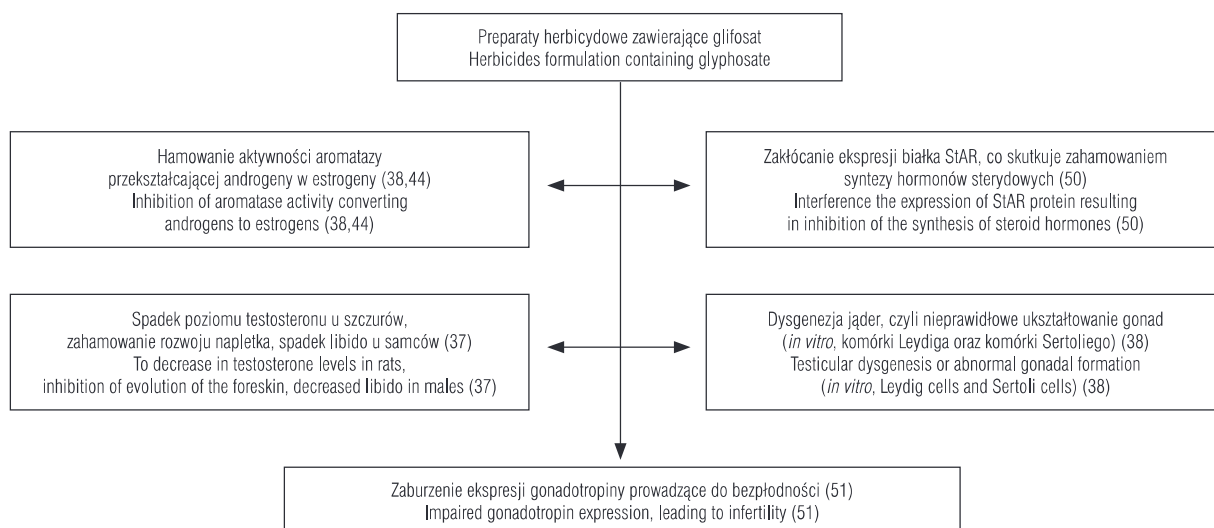 Preparaty herbicydowe zawierające glifosat
Herbicides formulation containing glyphosate
Hamowanie aktywności aromatazy
przekształcającej androgeny w estrogeny (38,44)
Inhibition of aromatase activity converting
androgens to estrogens (38,44)
Zakłócanie ekspresji białka StAR, co skutkuje zahamowaniem
syntezy hormonów sterydowych (50)
Interference the expression of StAR protein resulting
in inhibition of the synthesis of steroid hormones (50)
Spadek poziomu testosteronu u szczurów,
zahamowanie rozwoju napletka, spadek libido u samców (37)
To decrease in testosterone levels in rats,
inhibition of evolution of the foreskin, decreased libido in males (37)
Dysgenezja jąder, czyli nieprawidłowe ukształtowanie gonad
(in vitro, komórki Leydiga oraz komórki Sertoliego) (38)
Testicular dysgenesis or abnormal gonadal formation
(in vitro, Leydig cells and Sertoli cells) (38)
Zaburzenie ekspresji gonadotropiny prowadzące do bezpłodności (51)
Impaired gonadotropin expression, leading to infertility (51)